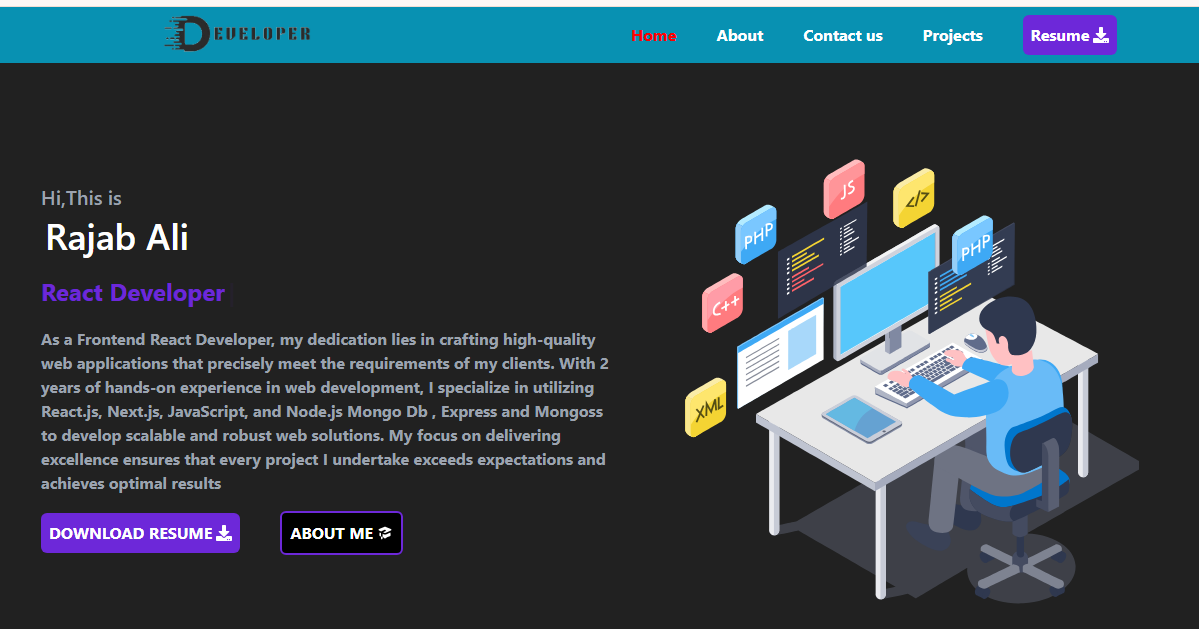 DEVELOPER
Home About Contact us Projects Resume
Hi,This is
Rajab Ali
React Developer
As a Frontend React Developer, my dedication lies in crafting high-quality
web applications that precisely meet the requirements of my clients. With 2
years of hands-on experience in web development, I specialize in utilizing
React.js, Next.js, JavaScript, and Node.js Mongo Db , Express and Mongoss
to develop scalable and robust web solutions. My focus on delivering
excellence ensures that every project I undertake exceeds expectations and
achieves optimal results
DOWNLOAD RESUME ABOUT ME
JS
</>
PHP
PHP
C++
XML